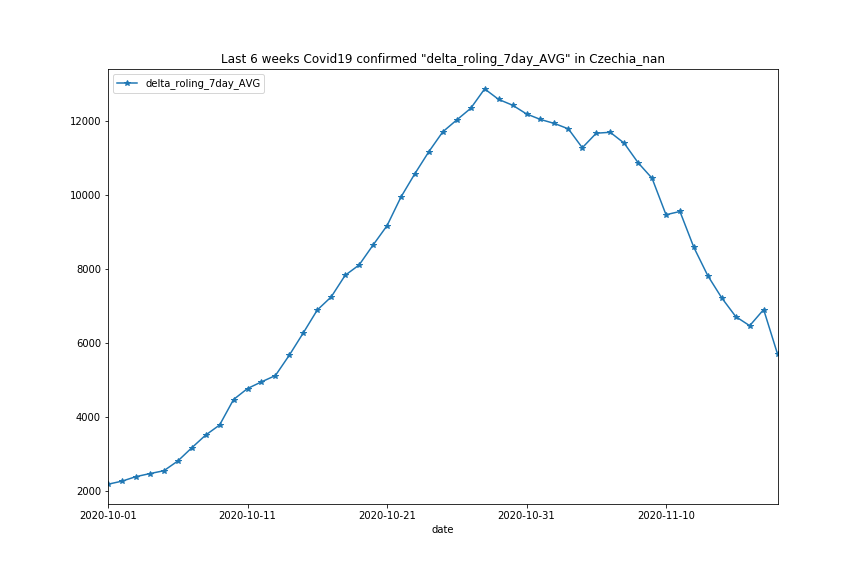 Last 6 weeks Covid19 confirmed "delta_roling_7day_AVG" in Czechia_nan
delta_roling_7day_AVG
12000
10000
8000
6000
4000
2000
2020-10-01 2020-10-11 2020-10-21 2020-10-31 2020-11-10
date